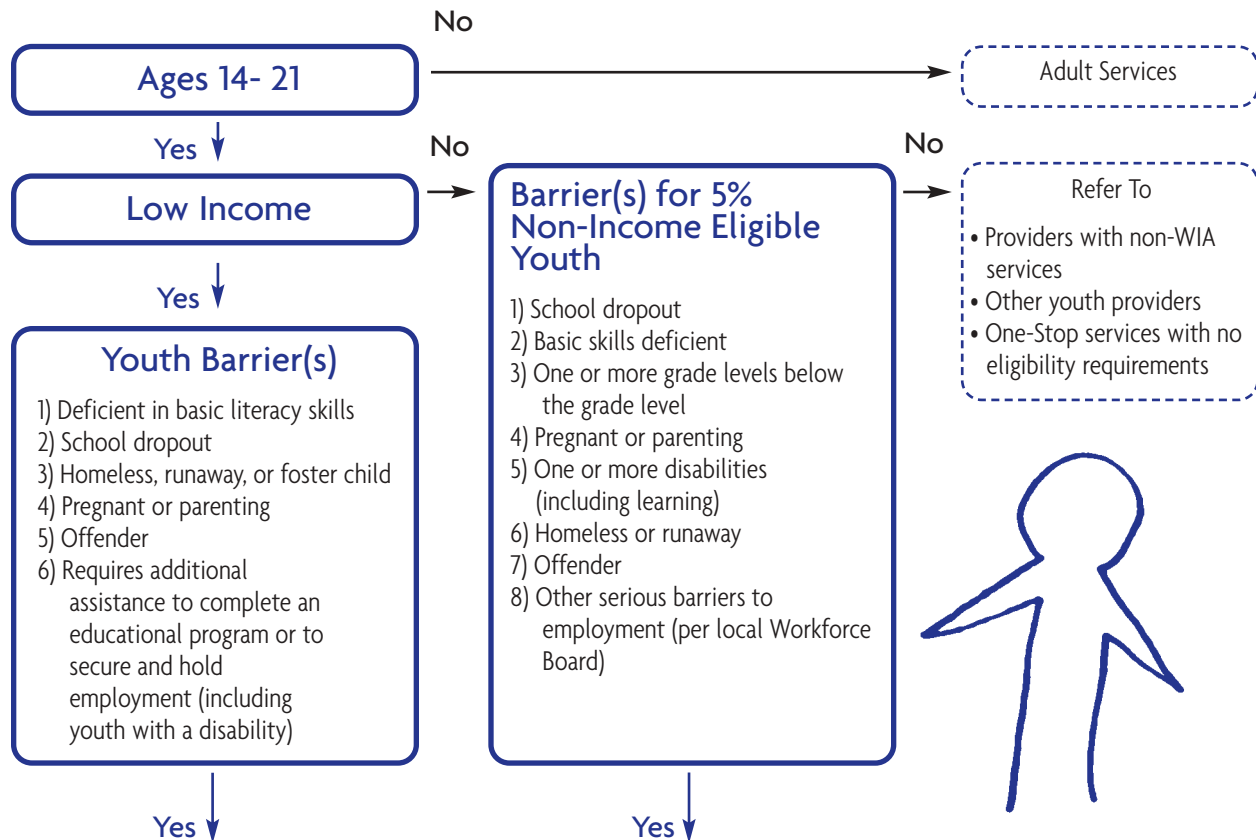 No
Ages 14- 21
Adult Services
Yes
No
No
Low Income
Barrier(s) for 5%
Non-Income Eligible
Youth
1) School dropout
2) Basic skills deficient
3) One or more grade levels below
the grade level
4) Pregnant or parenting
5) One or more disabilities
(including learning)
6) Homeless or runaway
7) Offender
8) Other serious barriers to
employment (per local Workforce
Board)
Refer To
• Providers with non-WIA
services
• Other youth providers
• One-Stop services with no
eligibility requirements
Yes
Youth Barrier(s)
1) Deficient in basic literacy skills
2) School dropout
3) Homeless, runaway, or foster child
4) Pregnant or parenting
5) Offender
6) Requires additional
assistance to complete an
educational program or to
secure and hold
employment (including
youth with a disability)
Yes
Yes